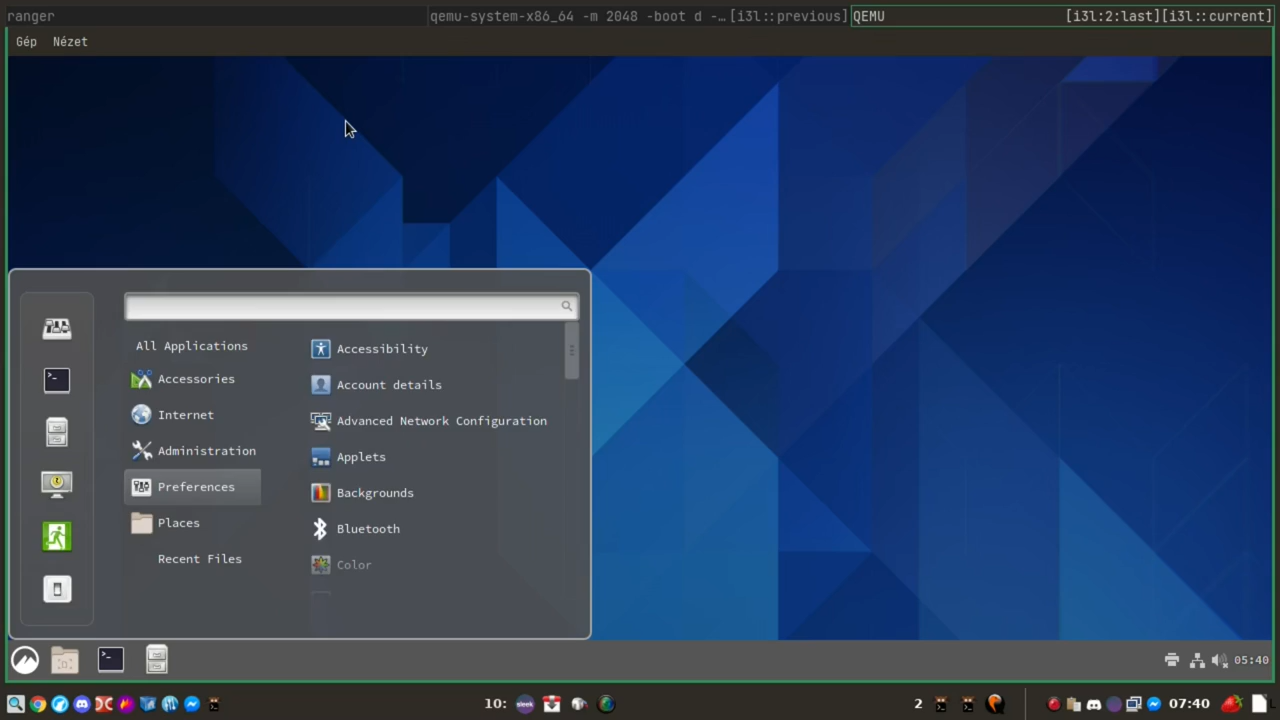 ranger
qemu-system-x86_64 -m 2048 -boot d -…[i3l::previous]
QEMU [i3l:2:last][i3l::current]
Gép Nézet
All Applications
Accessories
Internet
Administration
Preferences
Places
Recent Files
Accessibility
Account details
Advanced Network Configuration
Applets
Backgrounds
Bluetooth
Color
05:40
10:
2
07:40